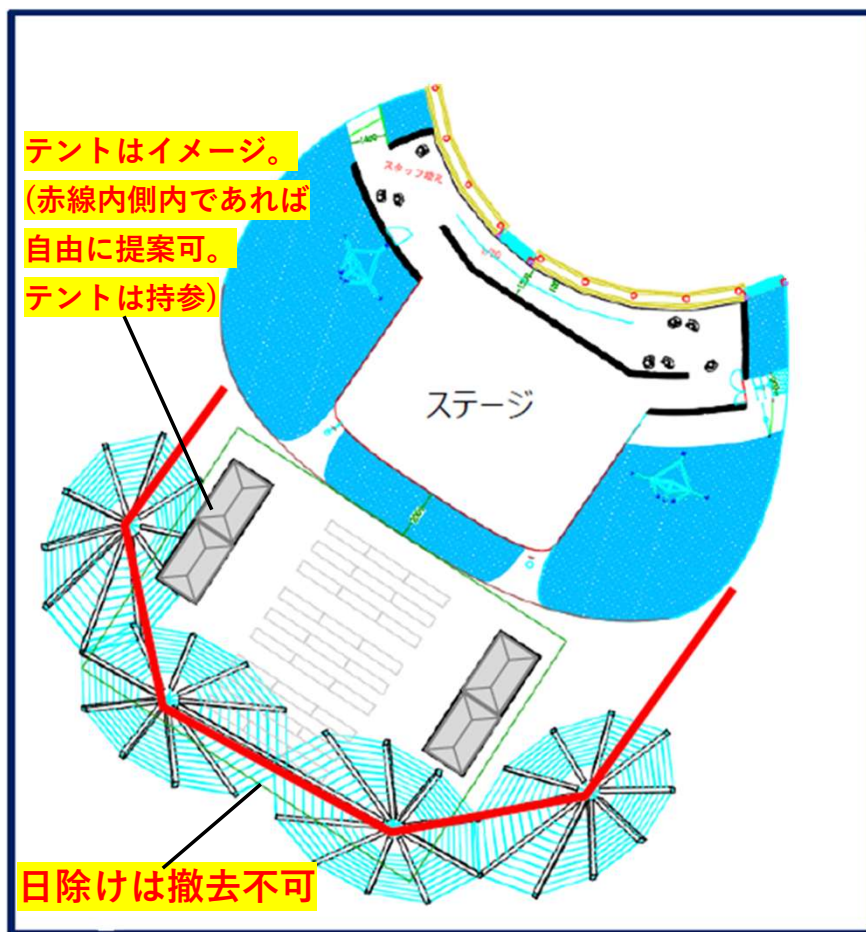 テントはイメージ。
(赤線内側内であれば
自由に提案可。
テントは持参)
スタッフ控え
ステージ
日除けは撤去不可